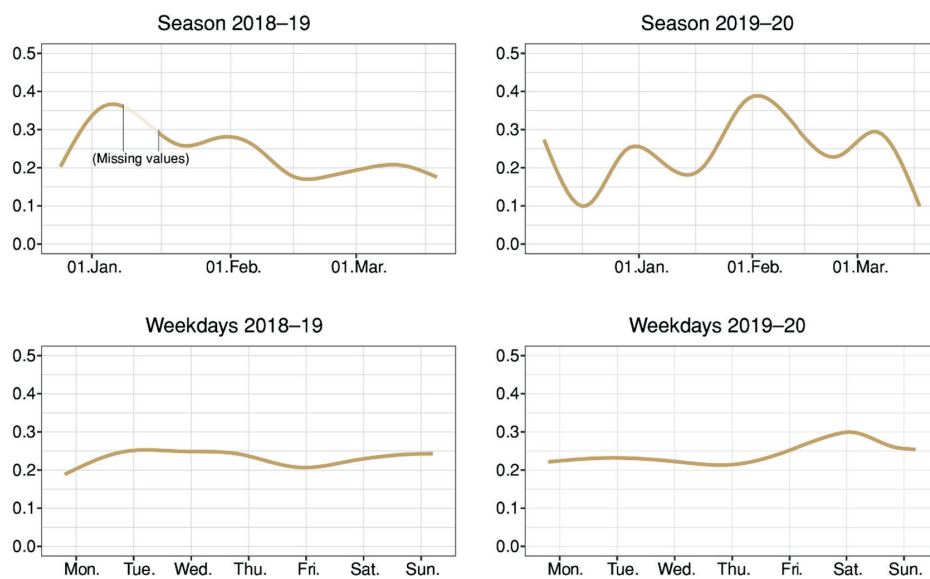 Season 2018–19
0.5
0.4
0.3
0.2
0.1
0.0
(Missing values)
01.Jan. 01.Feb. 01.Mar.
Season 2019–20
0.5
0.4
0.3
0.2
0.1
0.0
01.Jan. 01.Feb. 01.Mar.
Weekdays 2018–19
0.5
0.4
0.3
0.2
0.1
0.0
Mon. Tue. Wed. Thu. Fri. Sat. Sun.
Weekdays 2019–20
0.5
0.4
0.3
0.2
0.1
0.0
Mon. Tue. Wed. Thu. Fri. Sat. Sun.